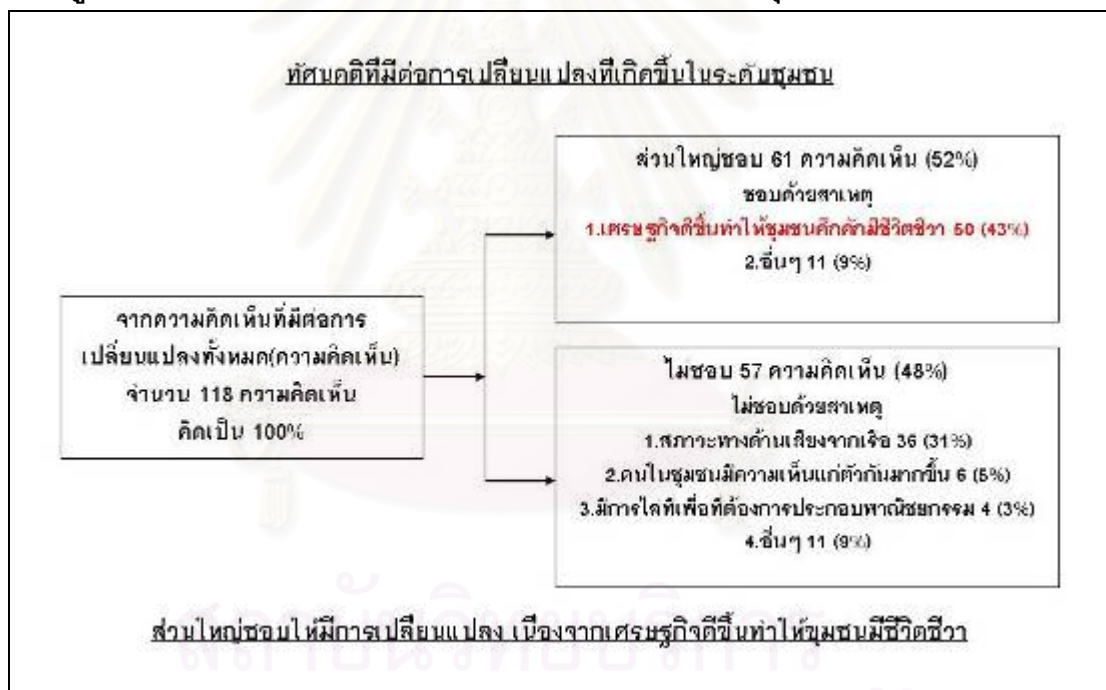 ทัศนคติที่มีต่อการเปลี่ยนแปลงที่เกิดขึ้นในระดับชุมชน
ส่วนใหญ่ชอบ 61 ความคิดเห็น (52%)
ชอบด้วยสาเหตุ
1.เศรษฐกิจดีขึ้นทำให้ชุมชนคึกคักมีชีวิตชีวา 50 (43%)
2.อื่นๆ 11 (9%)
จากความคิดเห็นที่มีต่อการ
เปลี่ยนแปลงทั้งหมด(ความคิดเห็น)
จำนวน 118 ความคิดเห็น
คิดเป็น 100%
ไม่ชอบ 57 ความคิดเห็น (48%)
ไม่ชอบด้วยสาเหตุ
1.สภาวะทางด้านเสียงจากเรือ 36 (31%)
2.คนในชุมชนมีความเห็นแก่ตัวกันมากขึ้น 6 (5%)
3.มีการไล่ที่เพื่อที่ต้องการประกอบพาณิชยกรรม 4 (3%)
4.อื่นๆ 11 (9%)
ส่วนใหญ่ชอบให้มีการเปลี่ยนแปลง เนื่องจากเศรษฐกิจดีขึ้นทำให้ชุมชนมีชีวิตชีวา
สถาบันวิทยบริการ